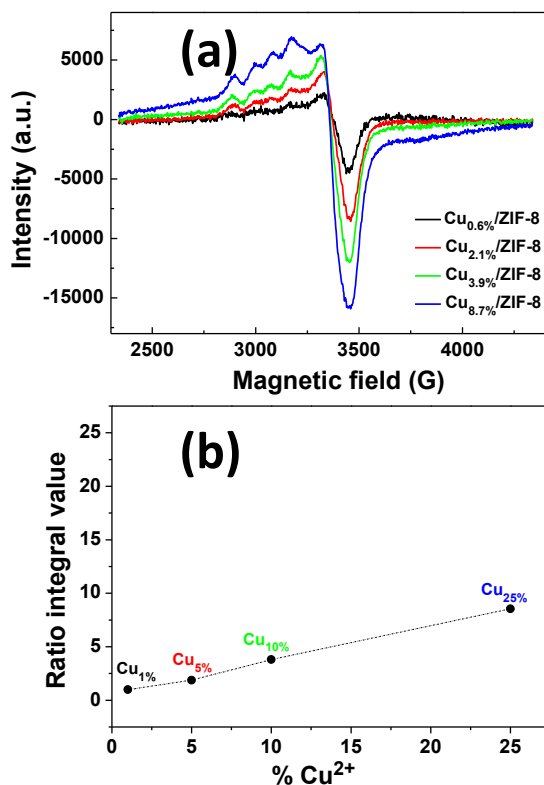 (a)
5000
0
-5000
-10000
-15000
Intensity (a.u.)
Cu0.6%/ZIF-8
Cu2.1%/ZIF-8
Cu3.9%/ZIF-8
Cu8.7%/ZIF-8
2500 3000 3500 4000
Magnetic field (G)
(b)
25
20
15
10
5
0
Ratio integral value
Cu1%
Cu5%
Cu10%
Cu25%
0 5 10 15 20 25
% Cu²⁺